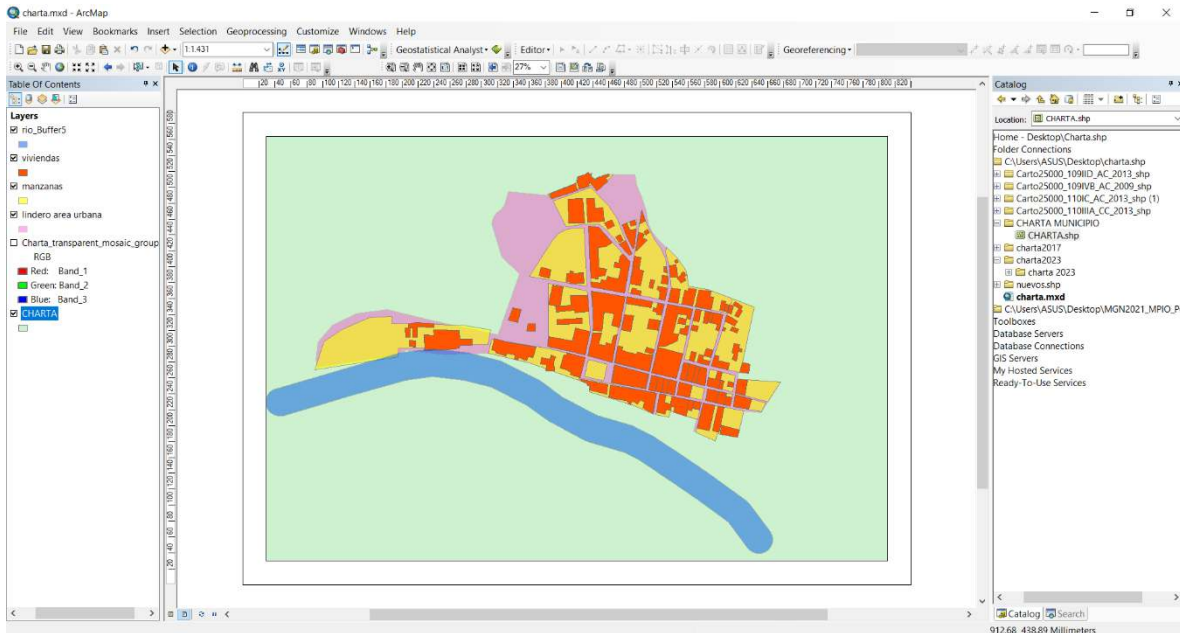 charta.mxd - ArcMap
File Edit View Bookmarks Insert Selection Geoprocessing Customize Windows Help
1:1.431
Geostatistical Analyst
Editor
Georeferencing
27%
Table Of Contents
Layers
rio_Buffer5
viviendas
manzanas
lindero area urbana
Charta_transparent_mosaic_group
RGB
Red: Band_1
Green: Band_2
Blue: Band_3
CHARTA
Catalog
Location: CHARTA.shp
Home - Desktop\Charta.shp
Folder Connections
C:\Users\ASUS\Desktop\charta.shp
Carto25000_109IID_AC_2013_shp
Carto25000_109IVB_AC_2009_shp
Carto25000_110IC_AC_2013_shp (1)
Carto25000_110IIIA_CC_2013_shp
CHARTA MUNICIPIO
CHARTA.shp
charta2017
charta2023
charta 2023
nuevos.shp
charta.mxd
C:\Users\ASUS\Desktop\MGN2021_MPIO_P
Toolboxes
Database Servers
Database Connections
GIS Servers
My Hosted Services
Ready-To-Use Services
Catalog Search
912.68 438.89 Millimeters